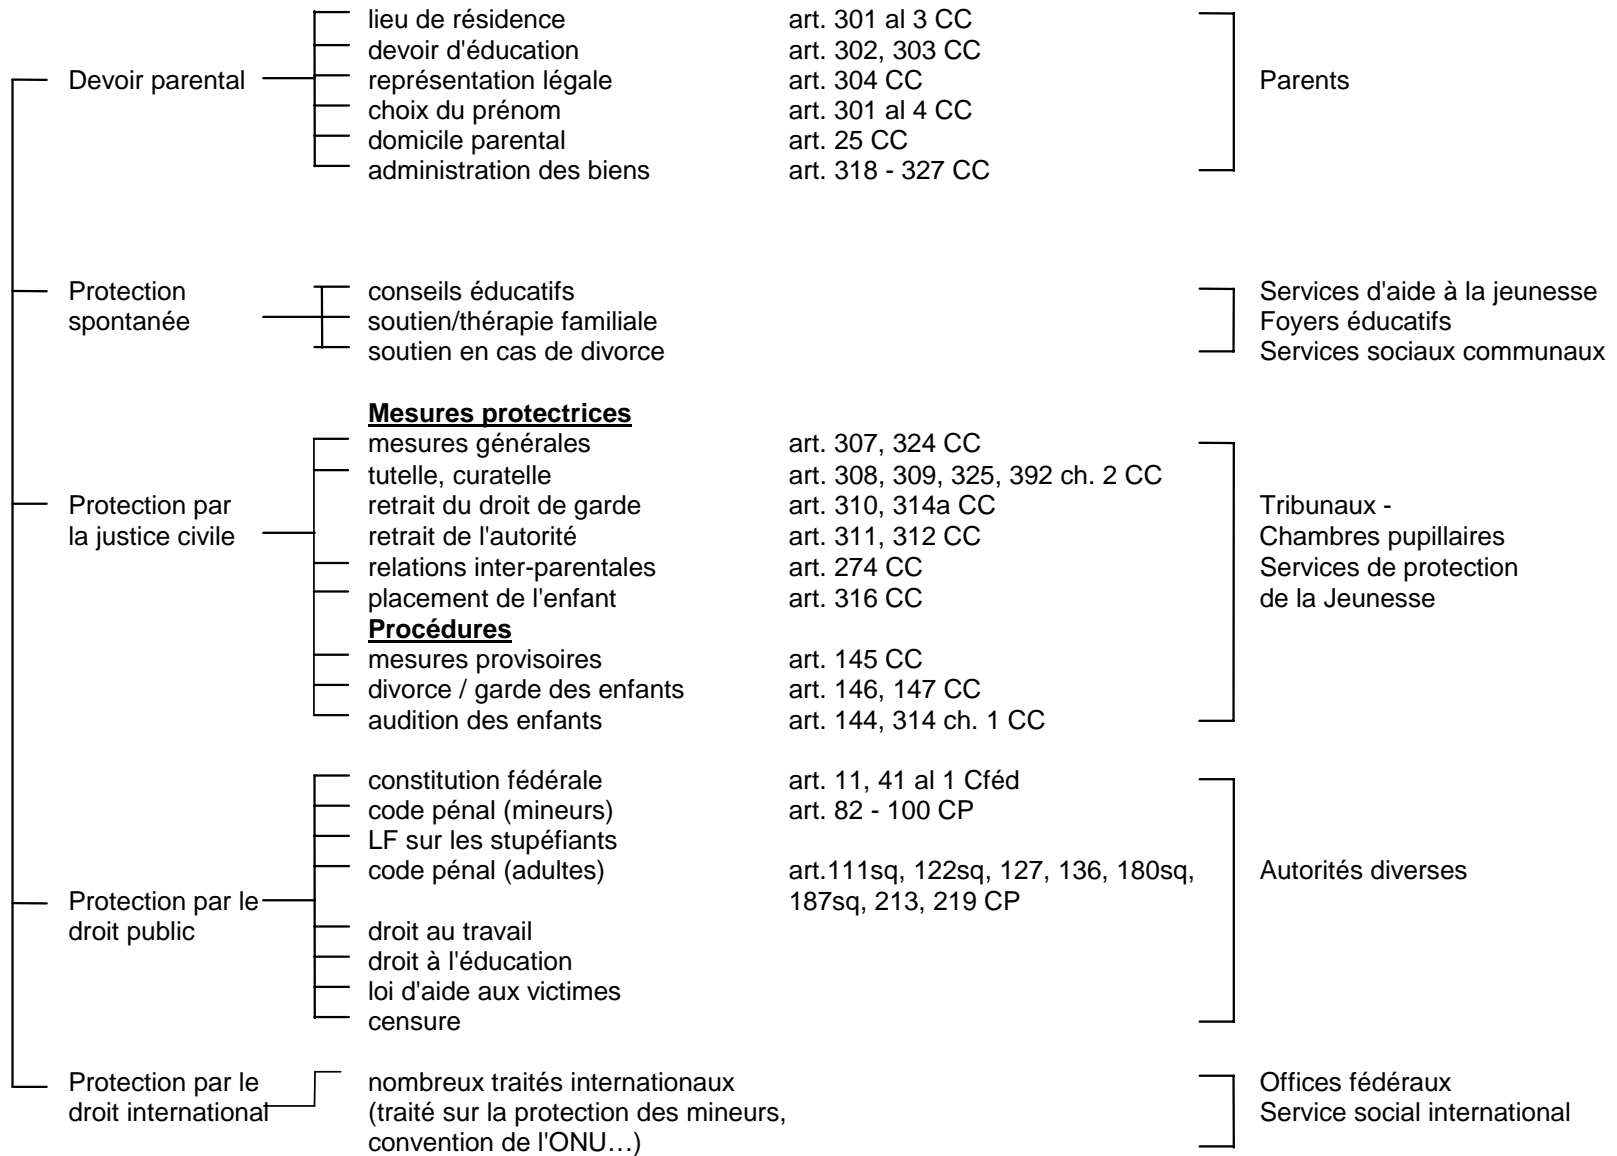 lieu de résidence art. 301 al 3 CC
devoir d'éducation art. 302, 303 CC
Devoir parental représentation légale art. 304 CC Parents
choix du prénom art. 301 al 4 CC
domicile parental art. 25 CC
administration des biens art. 318 - 327 CC
Protection conseils éducatifs Services d'aide à la jeunesse
spontanée soutien/thérapie familiale Foyers éducatifs
soutien en cas de divorce Services sociaux communaux
Mesures protectrices
mesures générales art. 307, 324 CC
tutelle, curatelle art. 308, 309, 325, 392 ch. 2 CC
Protection par retrait du droit de garde art. 310, 314a CC Tribunaux -
la justice civile retrait de l'autorité art. 311, 312 CC Chambres pupillaires
relations inter-parentales art. 274 CC Services de protection
placement de l'enfant art. 316 CC de la Jeunesse
Procédures
mesures provisoires art. 145 CC
divorce / garde des enfants art. 146, 147 CC
audition des enfants art. 144, 314 ch. 1 CC
constitution fédérale art. 11, 41 al 1 Cféd
code pénal (mineurs) art. 82 - 100 CP
LF sur les stupéfiants
code pénal (adultes) art.111sq, 122sq, 127, 136, 180sq, Autorités diverses
Protection par le 187sq, 213, 219 CP
droit public droit au travail
droit à l'éducation
loi d'aide aux victimes
censure
Protection par le nombreux traités internationaux Offices fédéraux
droit international (traité sur la protection des mineurs, Service social international
convention de l'ONU…)